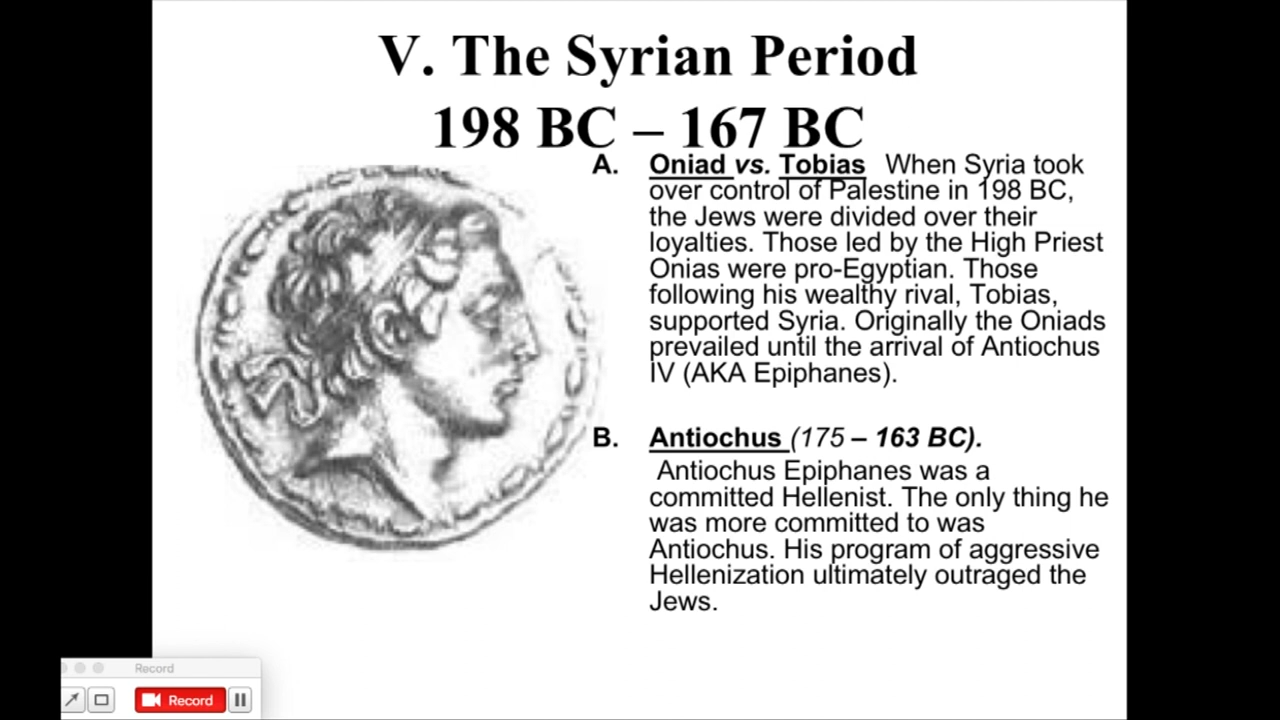 V. The Syrian Period
198 BC – 167 BC
A. Oniad vs. Tobias When Syria took
over control of Palestine in 198 BC,
the Jews were divided over their
loyalties. Those led by the High Priest
Onias were pro-Egyptian. Those
following his wealthy rival, Tobias,
supported Syria. Originally the Oniads
prevailed until the arrival of Antiochus
IV (AKA Epiphanes).
B. Antiochus (175 – 163 BC).
Antiochus Epiphanes was a
committed Hellenist. The only thing he
was more committed to was
Antiochus. His program of aggressive
Hellenization ultimately outraged the
Jews.
Record
Record